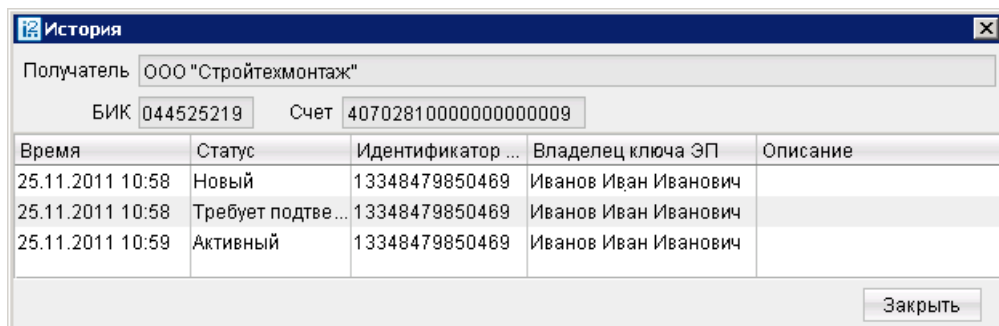 i2 История
Получатель ООО "Стройтехмонтаж"
БИК 044525219 Счет 40702810000000000009
Время Статус Идентификатор ... Владелец ключа ЭП Описание
25.11.2011 10:58 Новый 13348479850469 Иванов Иван Иванович
25.11.2011 10:58 Требует подтве... 13348479850469 Иванов Иван Иванович
25.11.2011 10:59 Активный 13348479850469 Иванов Иван Иванович
Закрыть